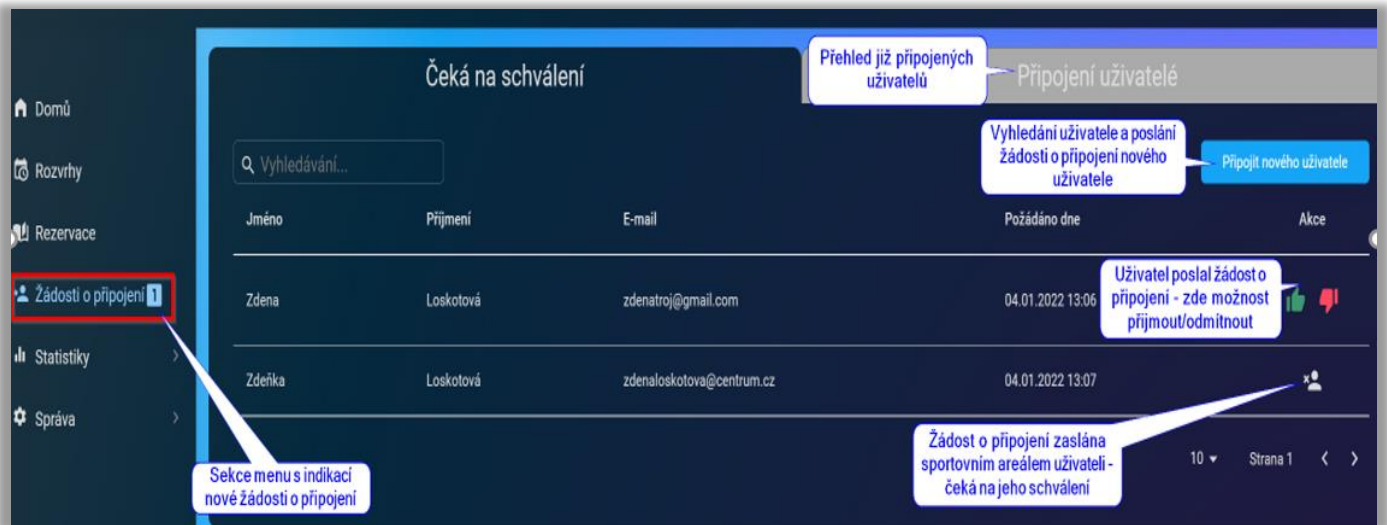 Domů
Rozvrhy
Rezervace
Žádosti o připojení 1
Statistiky
Správa
Sekce menu s indikací
nové žádosti o připojení
Čeká na schválení
Přehled již připojených
uživatelů
Připojení uživatelé
Vyhledávání...
Vyhledání uživatele a poslání
žádosti o připojení nového
uživatele
Připojit nového uživatele
Jméno Příjmení E-mail Požádáno dne Akce
Zdena Loskotová zdenatroj@gmail.com 04.01.2022 13:06
Uživatel poslal žádost o
připojení - zde možnost
přijmout/odmítnout
Zdeňka Loskotová zdenaloskotova@centrum.cz 04.01.2022 13:07
Žádost o připojení zaslána
sportovním areálem uživateli -
čeká na jeho schválení
10 Strana 1